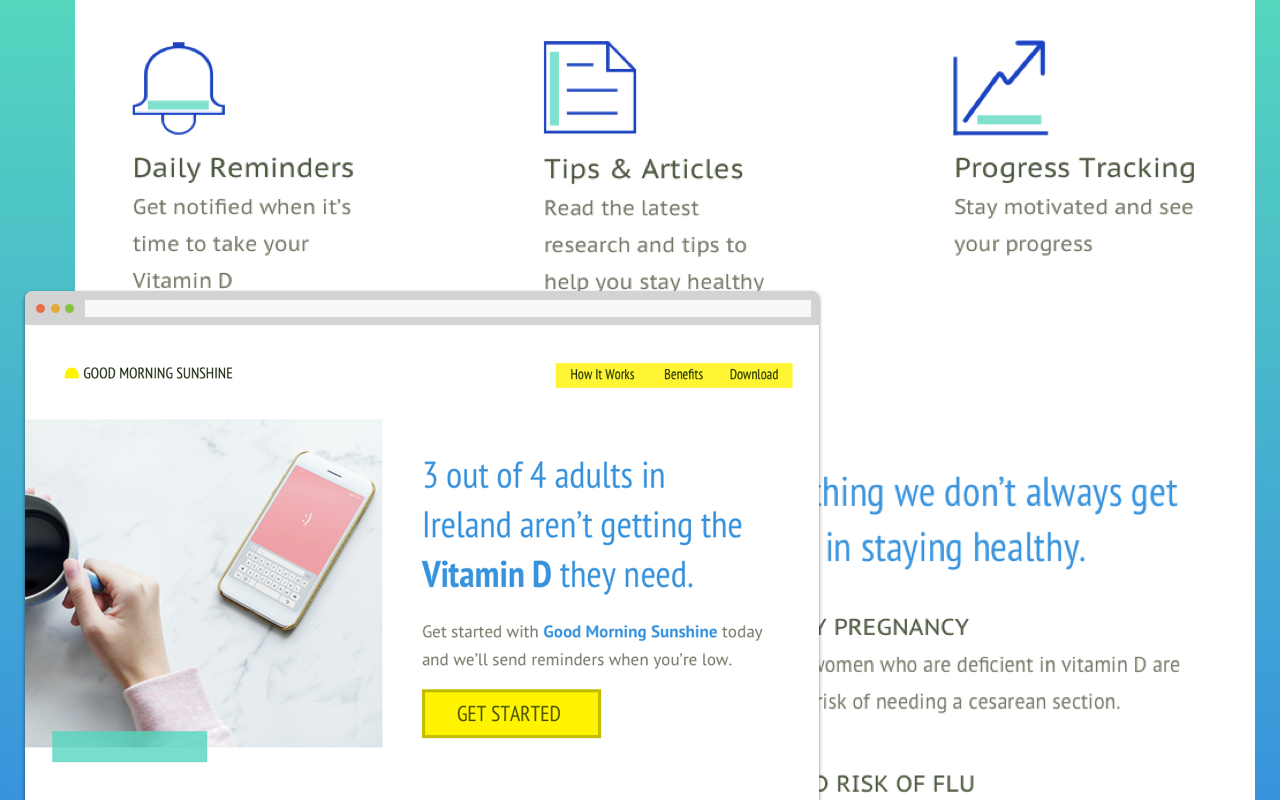 Daily Reminders
Get notified when it's
time to take your
Vitamin D
Tips & Articles
Read the latest
research and tips to
help you stay healthy
Progress Tracking
Stay motivated and see
your progress
GOOD MORNING SUNSHINE
How It Works Benefits Download
3 out of 4 adults in
Ireland aren't getting the
Vitamin D they need.
Get started with Good Morning Sunshine today
and we'll send reminders when you're low.
GET STARTED
we don't always get
in staying healthy.
PREGNANCY
who are deficient in vitamin D are
risk of needing a cesarean section.
RISK OF FLU